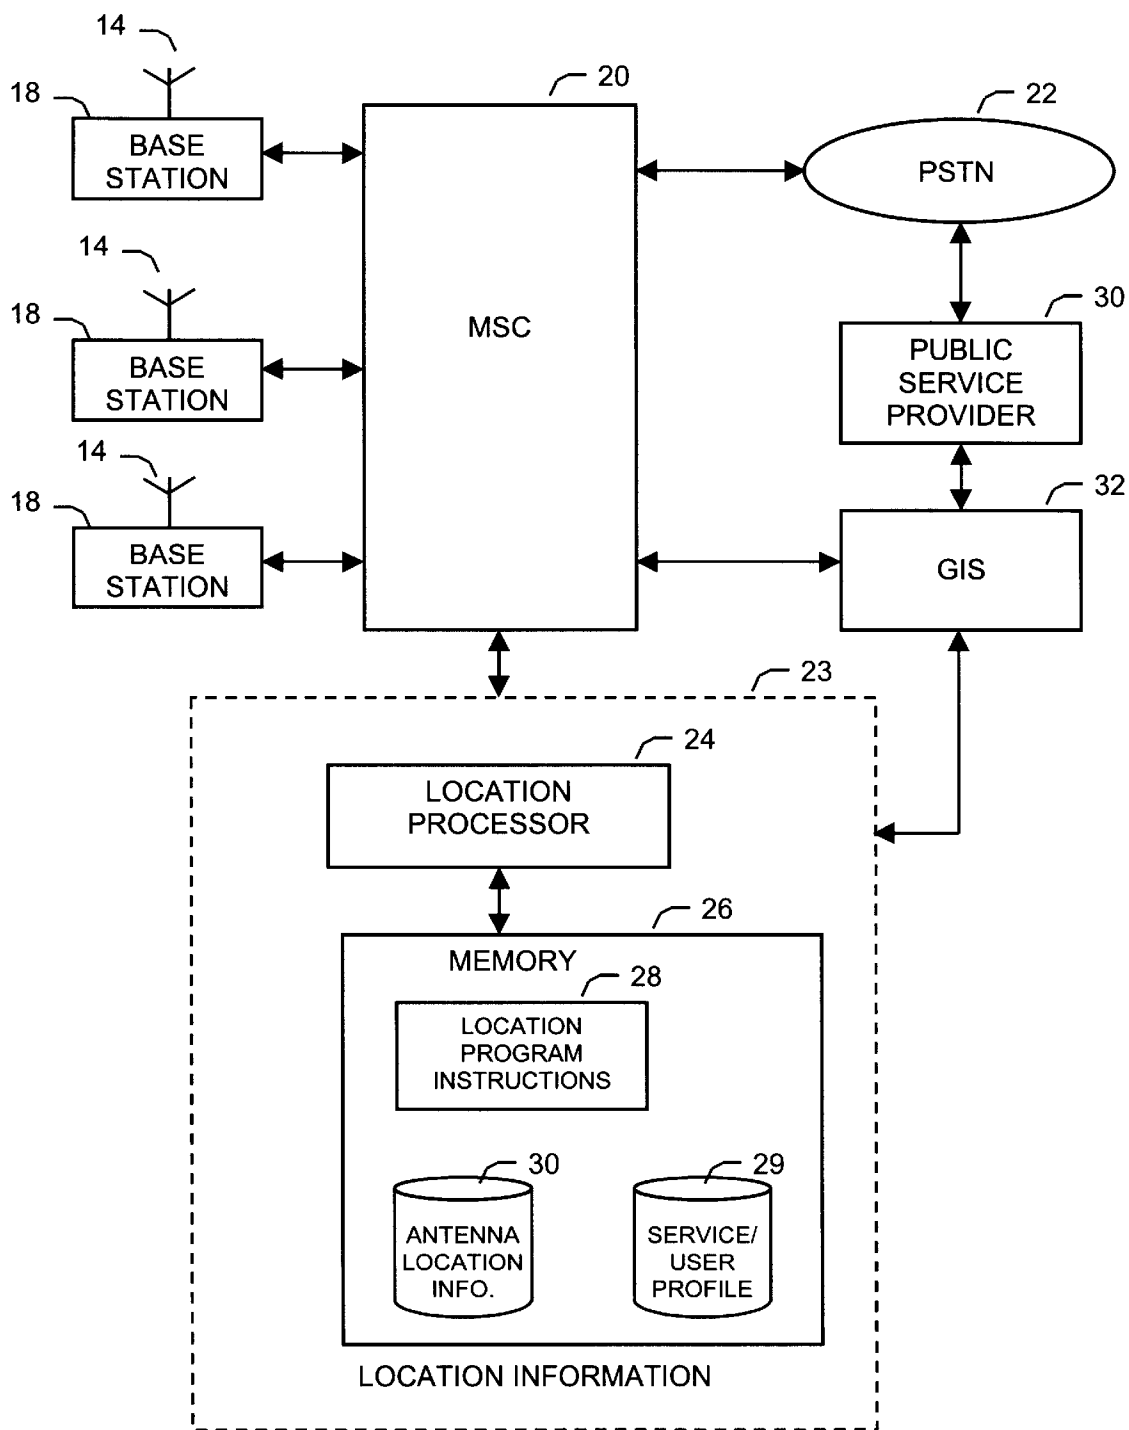 14
20
18
22
BASE
STATION
PSTN
14
18
MSC
30
BASE
STATION
PUBLIC
SERVICE
PROVIDER
14
18
32
BASE
STATION
GIS
23
24
LOCATION
PROCESSOR
26
MEMORY
28
LOCATION
PROGRAM
INSTRUCTIONS
30
29
ANTENNA
LOCATION
INFO.
SERVICE/
USER
PROFILE
LOCATION INFORMATION